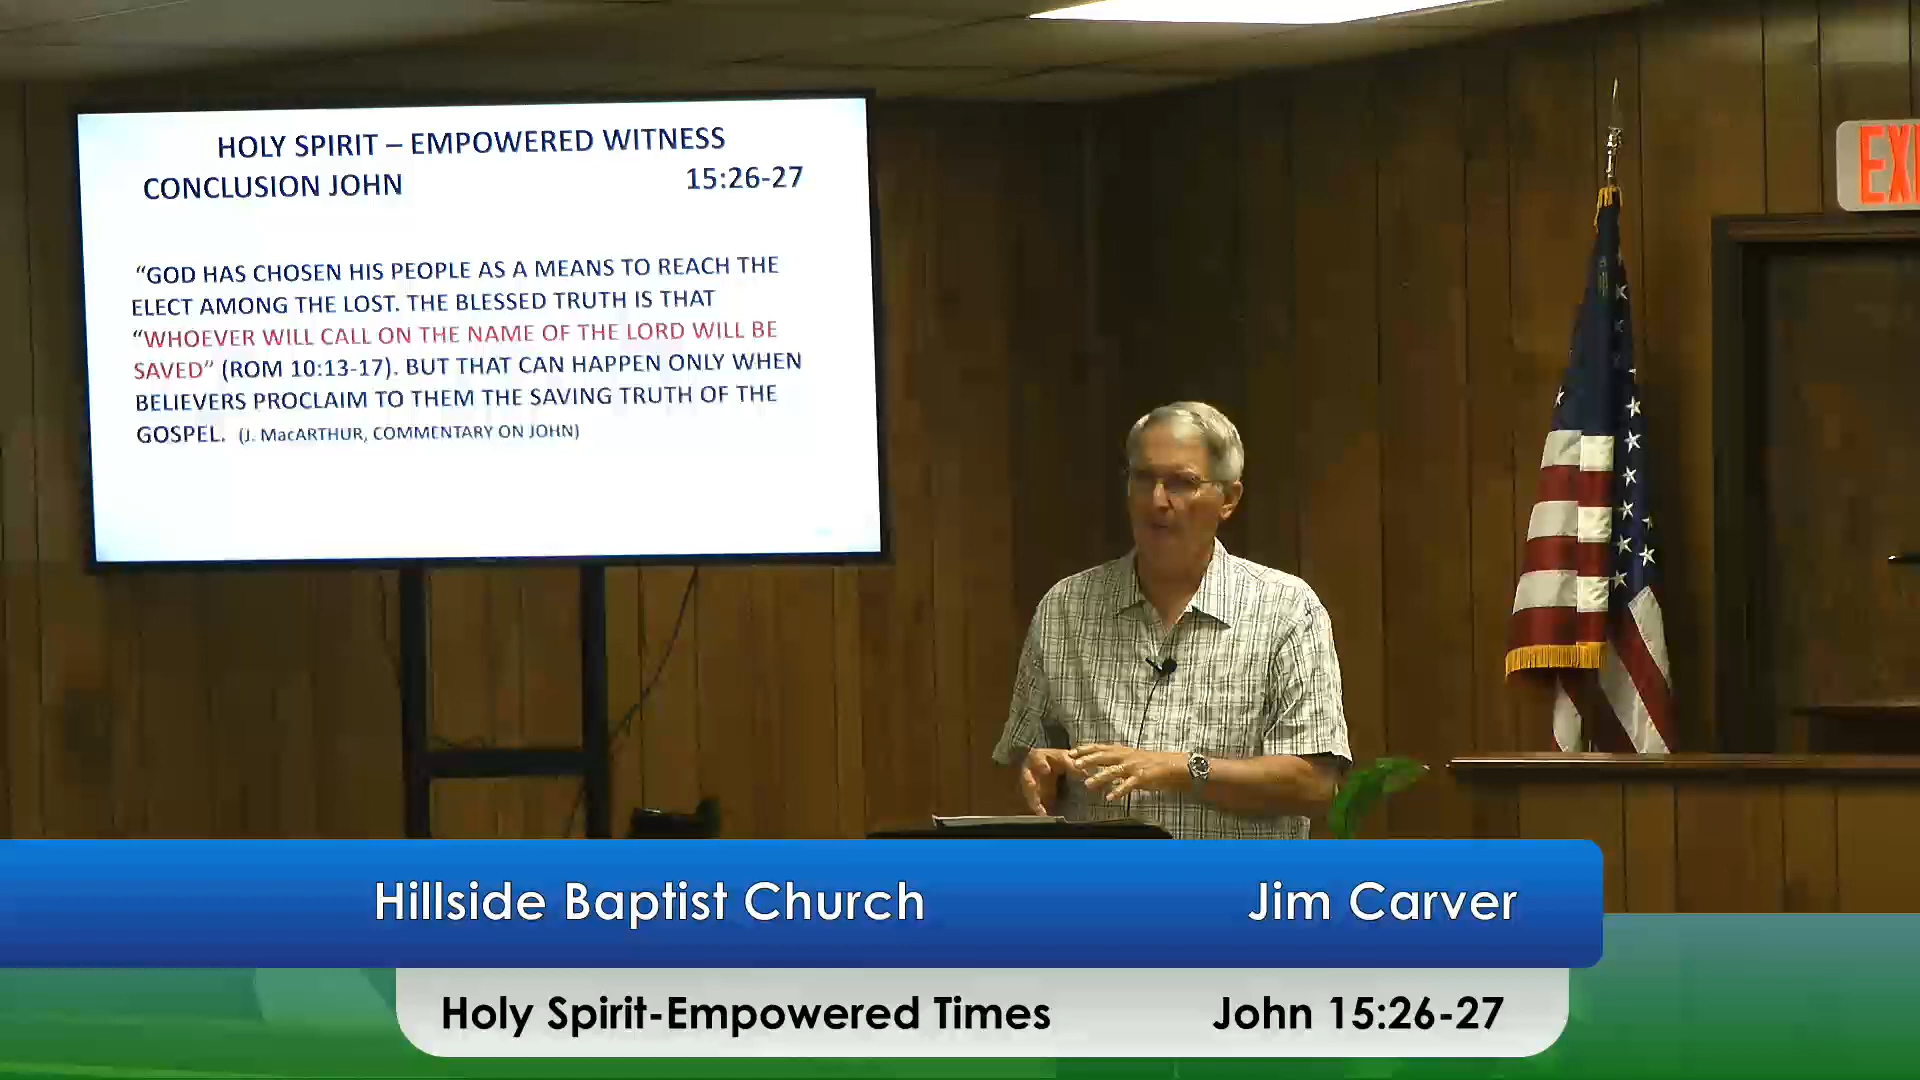 HOLY SPIRIT – EMPOWERED WITNESS
CONCLUSION JOHN 15:26-27
“GOD HAS CHOSEN HIS PEOPLE AS A MEANS TO REACH THE
ELECT AMONG THE LOST. THE BLESSED TRUTH IS THAT
“WHOEVER WILL CALL ON THE NAME OF THE LORD WILL BE
SAVED” (ROM 10:13-17). BUT THAT CAN HAPPEN ONLY WHEN
BELIEVERS PROCLAIM TO THEM THE SAVING TRUTH OF THE
GOSPEL. (J. MacARTHUR, COMMENTARY ON JOHN)
Hillside Baptist Church Jim Carver
Holy Spirit-Empowered Times John 15:26-27